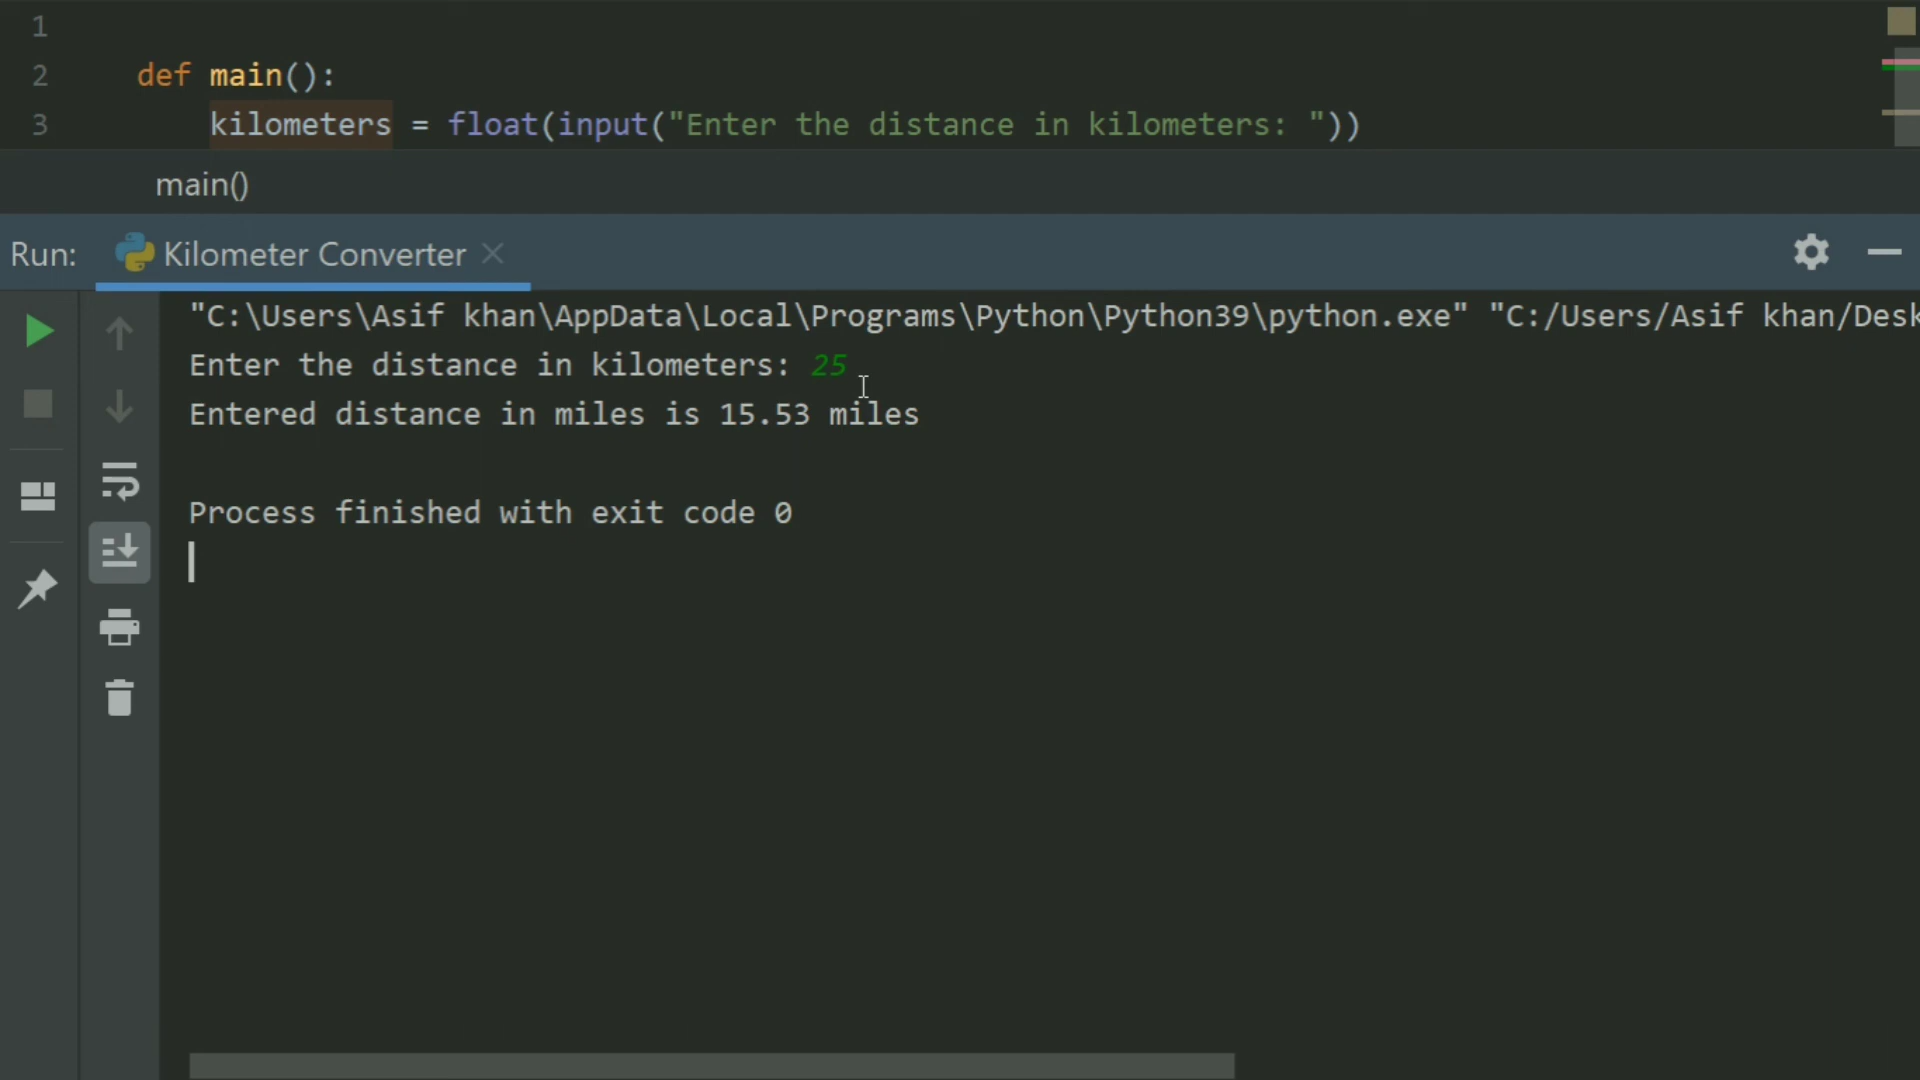 1
2 def main():
3 kilometers = float(input("Enter the distance in kilometers: "))
main()
Run: Kilometer Converter
"C:\Users\Asif khan\AppData\Local\Programs\Python\Python39\python.exe" "C:/Users/Asif khan/Desk
Enter the distance in kilometers: 25
Entered distance in miles is 15.53 miles
Process finished with exit code 0